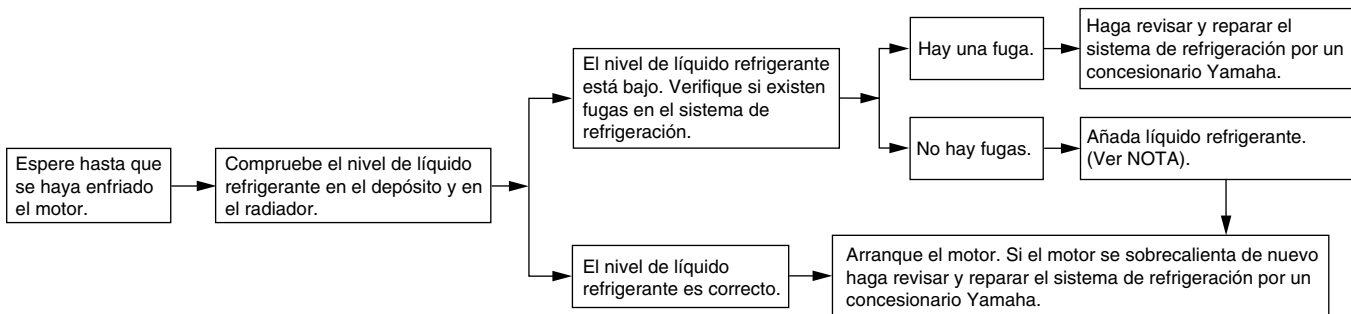 Espere hasta que
se haya enfriado
el motor.
Compruebe el nivel de líquido
refrigerante en el depósito y en
el radiador.
El nivel de líquido refrigerante
está bajo. Verifique si existen
fugas en el sistema de
refrigeración.
Hay una fuga.
Haga revisar y reparar el
sistema de refrigeración por un
concesionario Yamaha.
No hay fugas.
Añada líquido refrigerante.
(Ver NOTA).
El nivel de líquido
refrigerante es correcto.
Arranque el motor. Si el motor se sobrecalienta de nuevo
haga revisar y reparar el sistema de refrigeración por un
concesionario Yamaha.